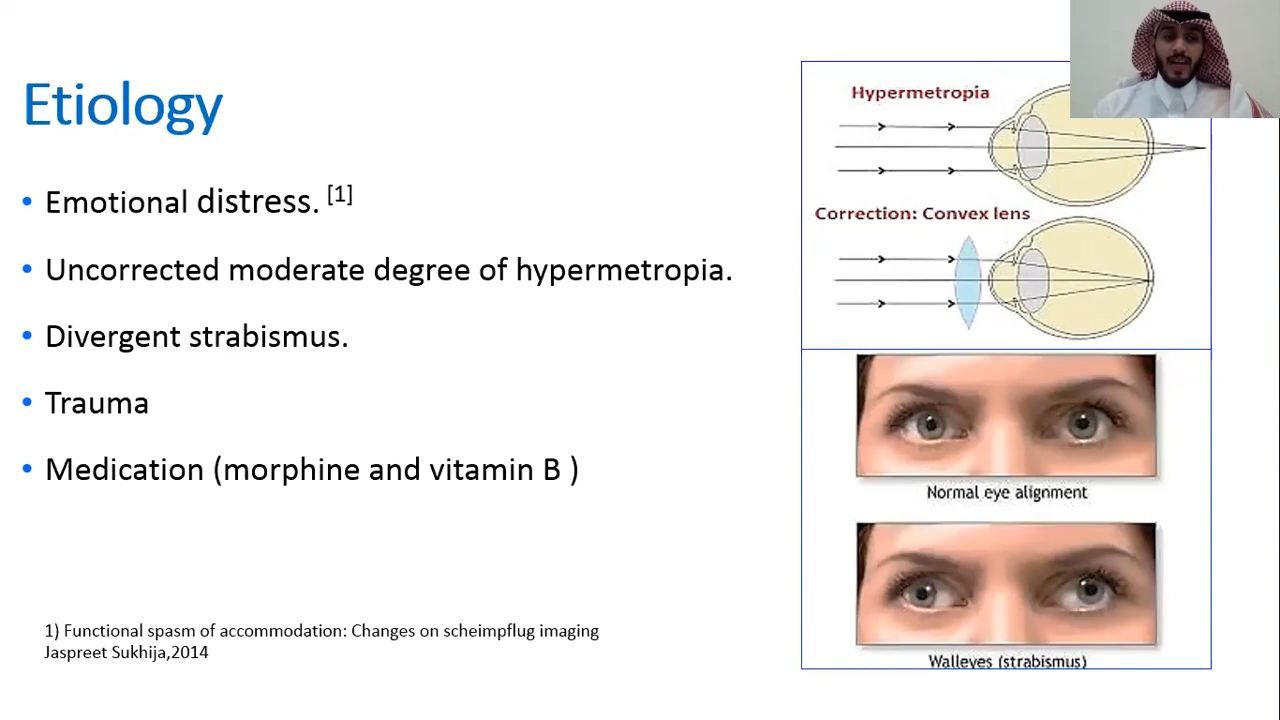 Etiology
• Emotional distress. [1]
• Uncorrected moderate degree of hypermetropia.
• Divergent strabismus.
• Trauma
• Medication (morphine and vitamin B )
1) Functional spasm of accommodation: Changes on scheimpflug imaging
Jaspreet Sukhija,2014
Hypermetropia
Correction: Convex lens
Normal eye alignment
Walleyes (strabismus)